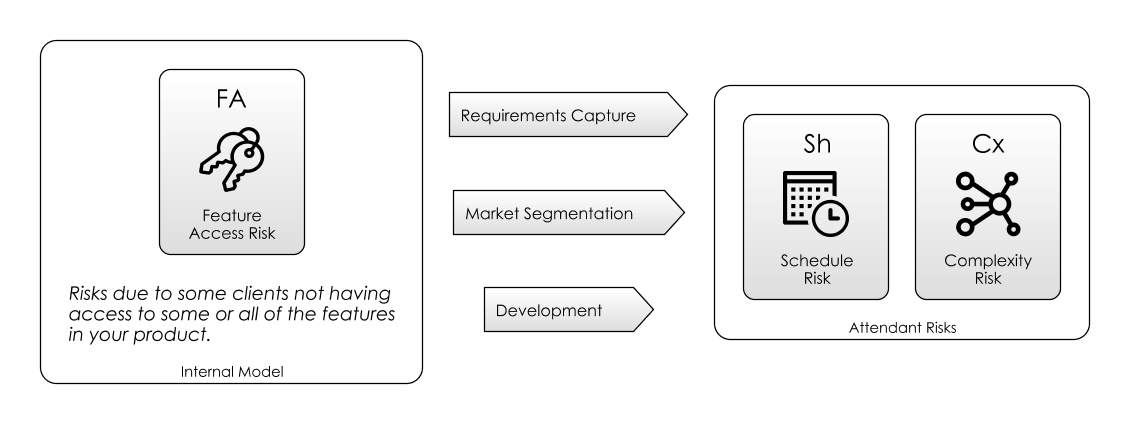 FA
Feature
Access Risk
Risks due to some clients not having
access to some or all of the features
in your product.
Internal Model
Requirements Capture
Market Segmentation
Development
Sh
Schedule
Risk
Cx
Complexity
Risk
Attendant Risks